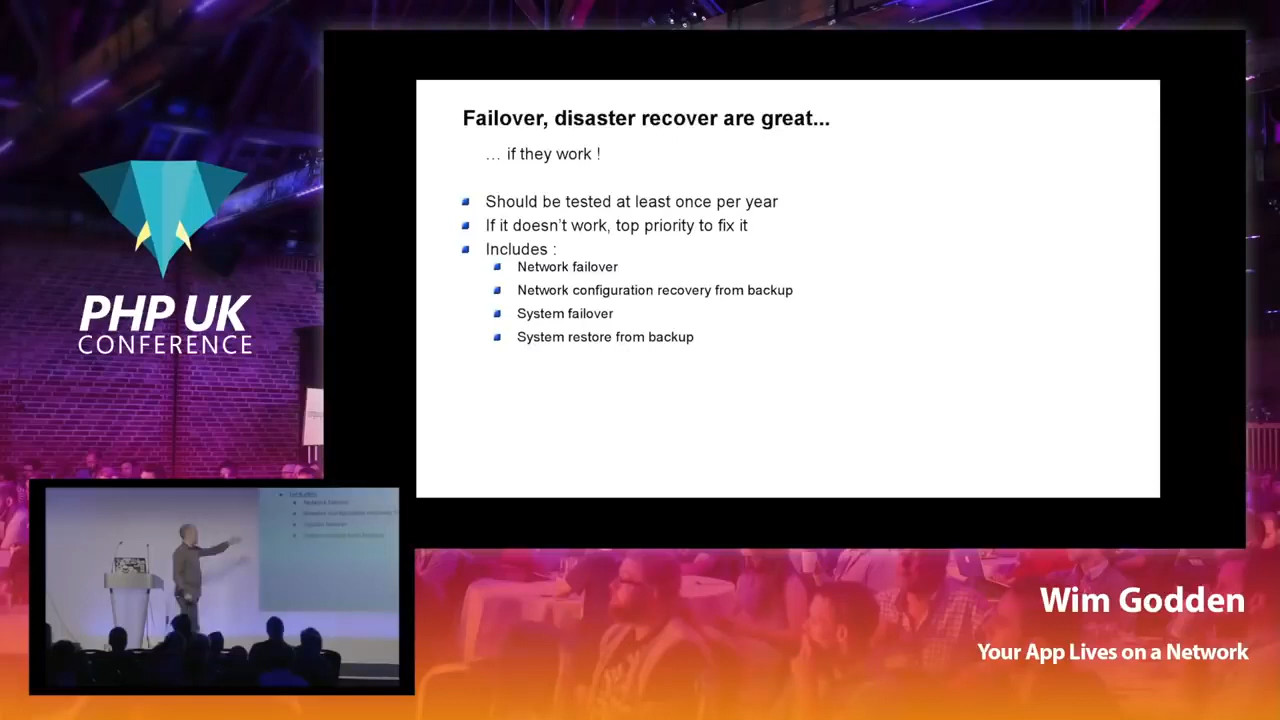 PHP UK
CONFERENCE
Failover, disaster recover are great...
... if they work !
Should be tested at least once per year
If it doesn't work, top priority to fix it
Includes :
Network failover
Network configuration recovery from backup
System failover
System restore from backup
Wim Godden
Your App Lives on a Network